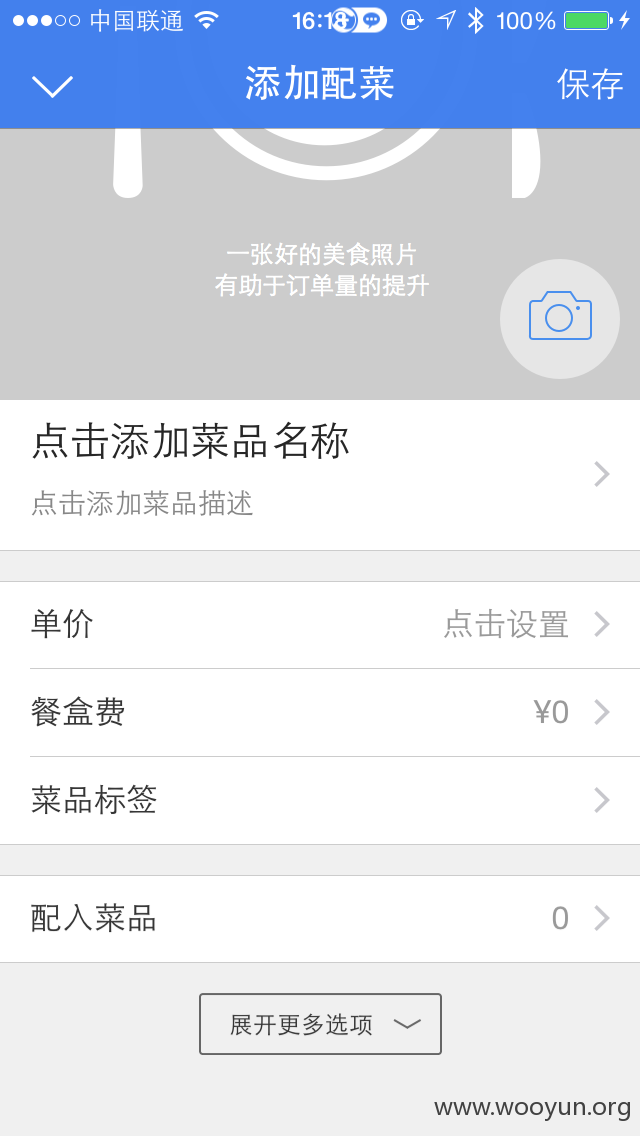 中国联通 16:18 100%
添加配菜 保存
一张好的美食照片
有助于订单量的提升
点击添加菜品名称
点击添加菜品描述
单价 点击设置
餐盒费 ¥0
菜品标签
配入菜品 0
展开更多选项
www.wooyun.org